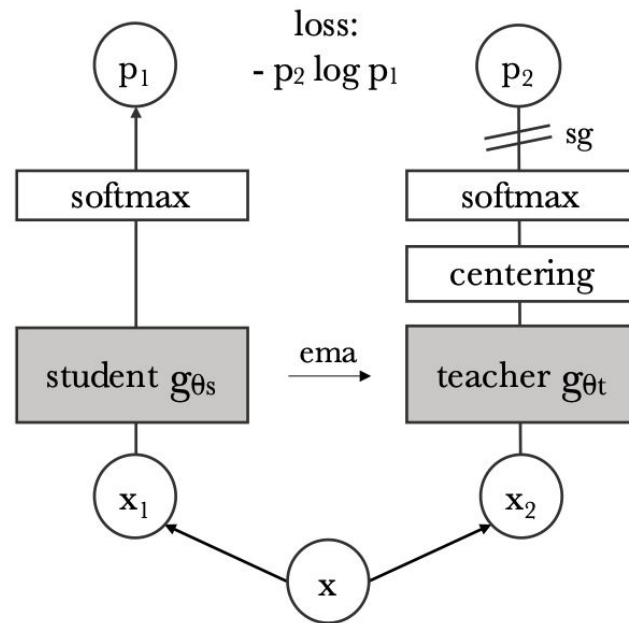 loss:
- p₂ log p₁
p₁
p₂
sg
softmax
softmax
centering
student gθs
ema
teacher gθt
x₁
x₂
x